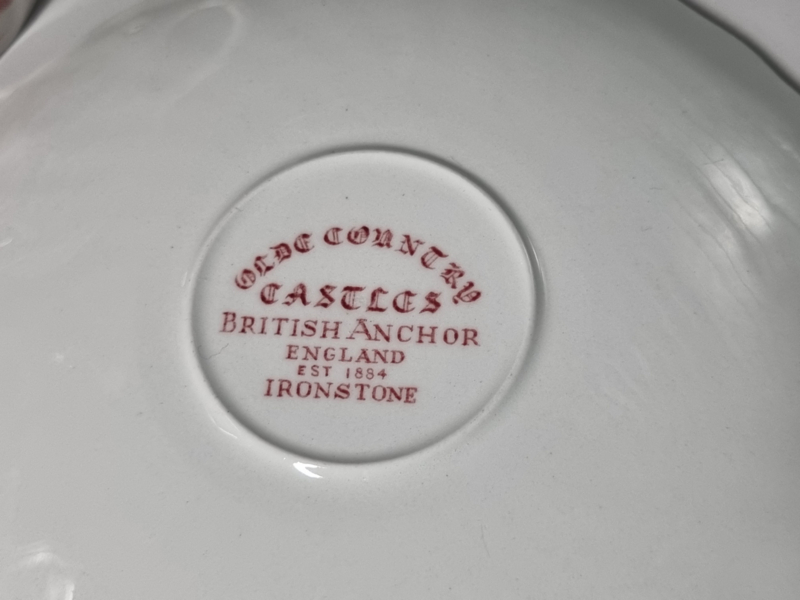 OLDE COUNTRY
CASTLES
BRITISH ANCHOR
ENGLAND
EST 1884
IRONSTONE